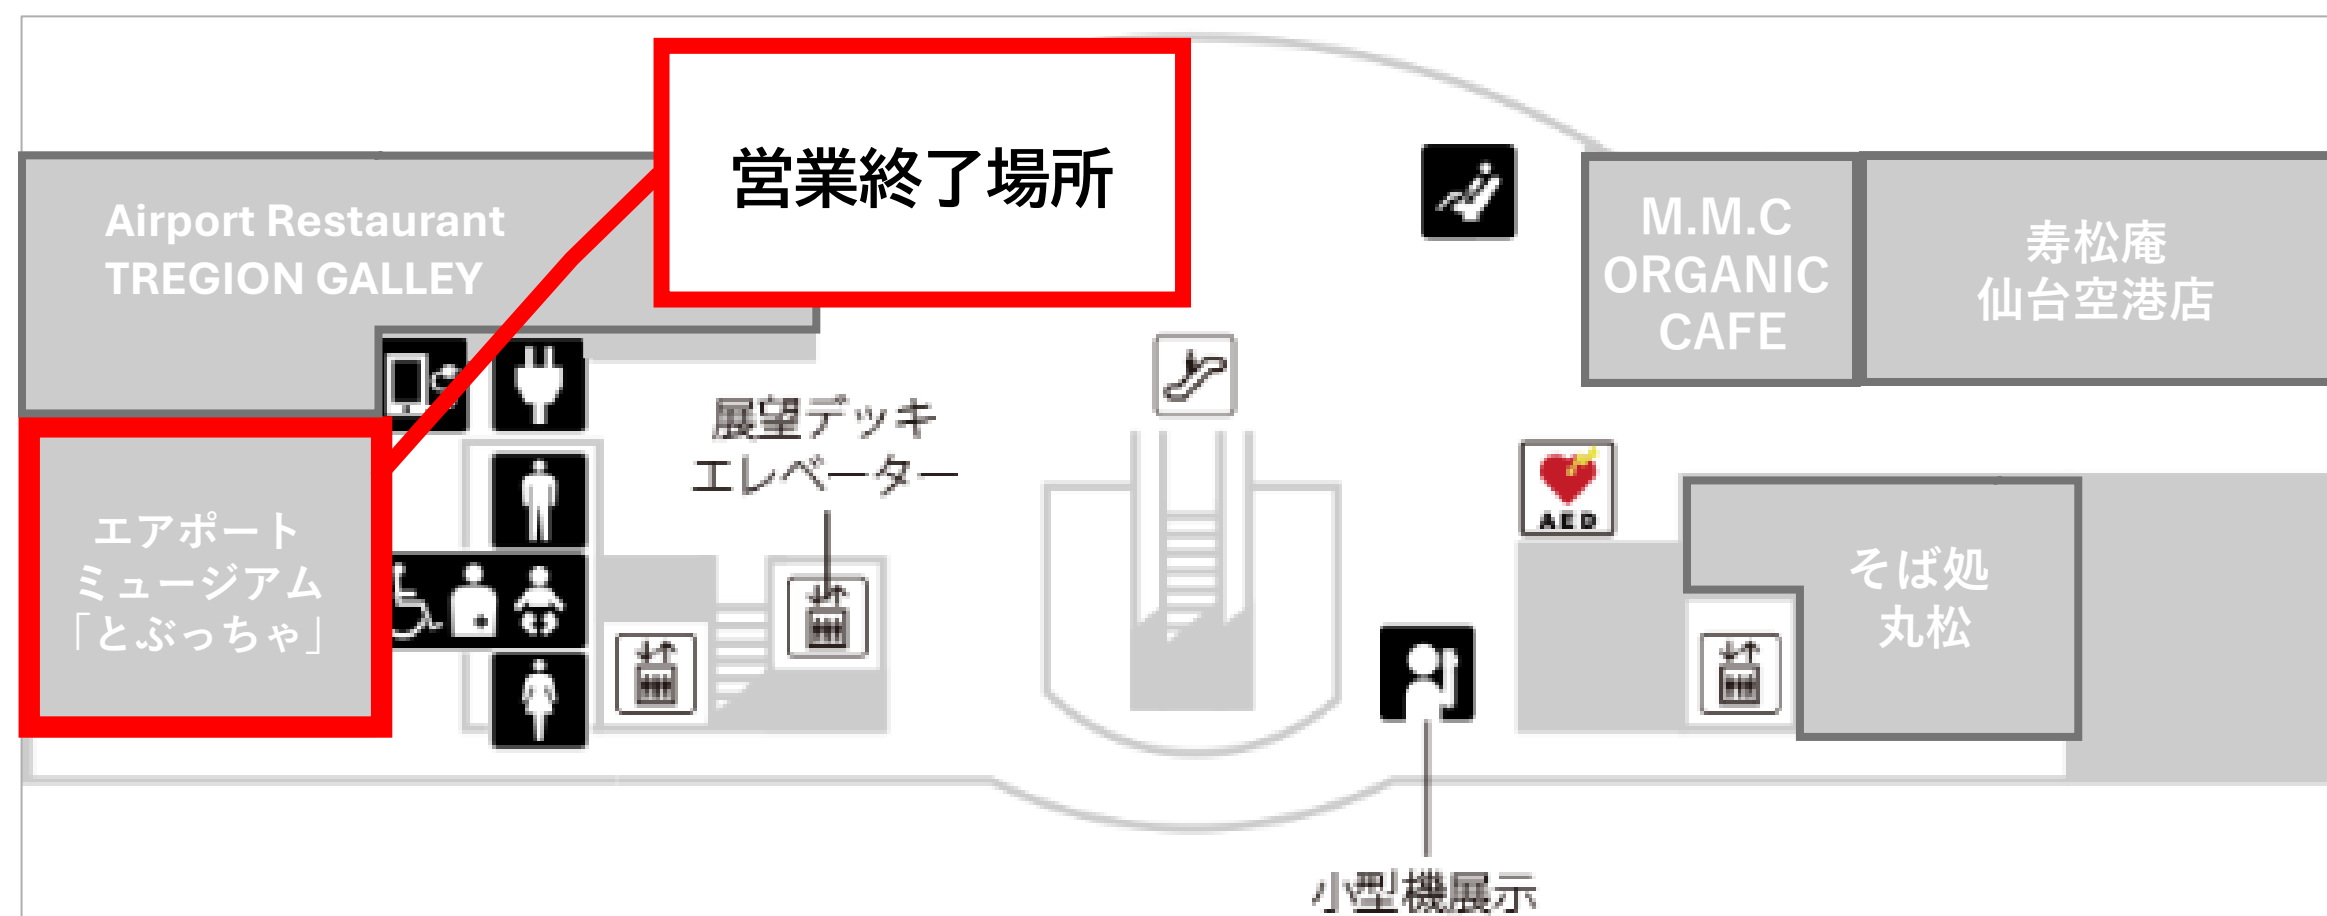 営業終了場所
Airport Restaurant
TREGION GALLEY
M.M.C
ORGANIC
CAFE
寿松庵
仙台空港店
展望デッキ
エレベーター
AED
エアポート
ミュージアム
「とぶっちゃ」
そば処
丸松
小型機展示